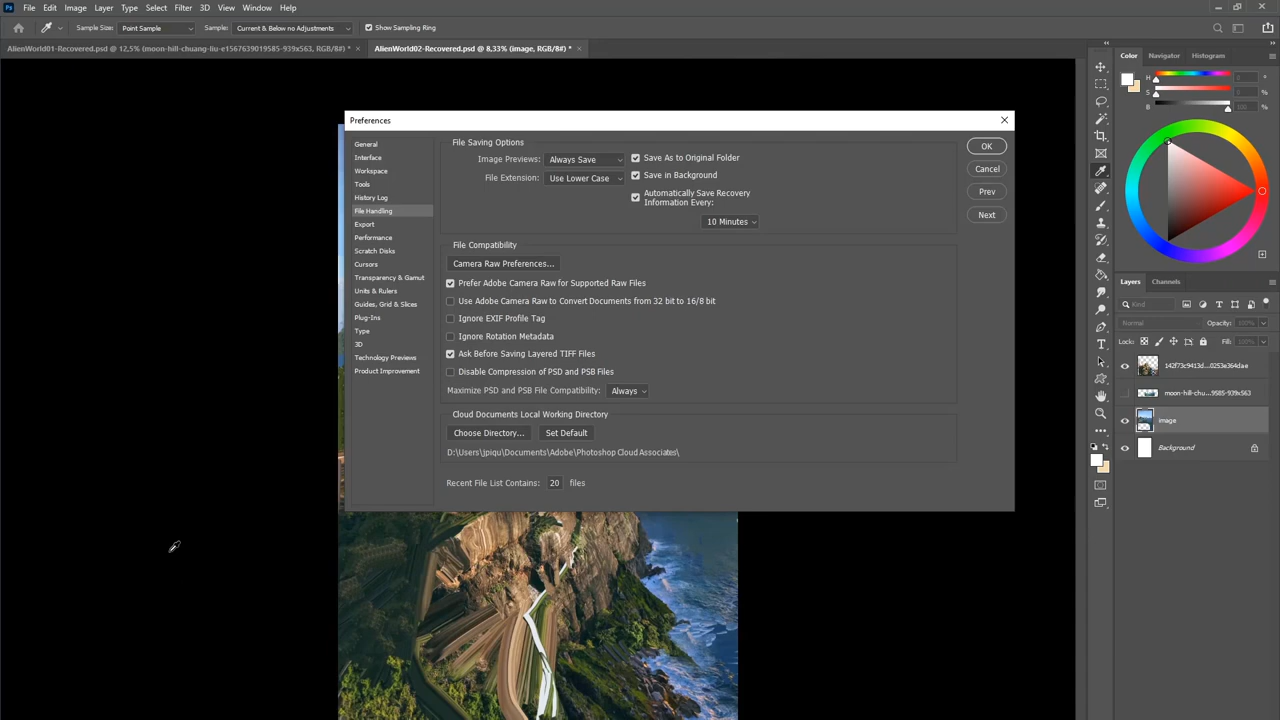 Ps File Edit Image Layer Type Select Filter 3D View Window Help
Sample Size: Point Sample Sample: Current & Below no Adjustments Show Sampling Ring
AlienWorld01-Recovered.psd @ 12,5% (moon-hill-chuang-liu-e1567639019585-939x563, RGB/8#) * × AlienWorld02-Recovered.psd @ 8,33% (image, RGB/8#) * ×
Color Navigator Histogram
H 0 °
S 0 %
B 100 %
Preferences
General
Interface
Workspace
Tools
History Log
File Handling
Export
Performance
Scratch Disks
Cursors
Transparency & Gamut
Units & Rulers
Guides, Grid & Slices
Plug-Ins
Type
3D
Technology Previews
Product Improvement
File Saving Options
Image Previews: Always Save
File Extension: Use Lower Case
Save As to Original Folder
Save in Background
Automatically Save Recovery
Information Every:
10 Minutes
File Compatibility
Camera Raw Preferences...
Prefer Adobe Camera Raw for Supported Raw Files
Use Adobe Camera Raw to Convert Documents from 32 bit to 16/8 bit
Ignore EXIF Profile Tag
Ignore Rotation Metadata
Ask Before Saving Layered TIFF Files
Disable Compression of PSD and PSB Files
Maximize PSD and PSB File Compatibility: Always
Cloud Documents Local Working Directory
Choose Directory... Set Default
D:\Users\jpiqu\Documents\Adobe\Photoshop Cloud Associates\
Recent File List Contains: 20 files
OK
Cancel
Prev
Next
Layers Channels
Kind
Normal Opacity: 100%
Lock: Fill: 100%
142f73c9413d...0253e364dae
moon-hill-chu...9585-939x563
image
Background